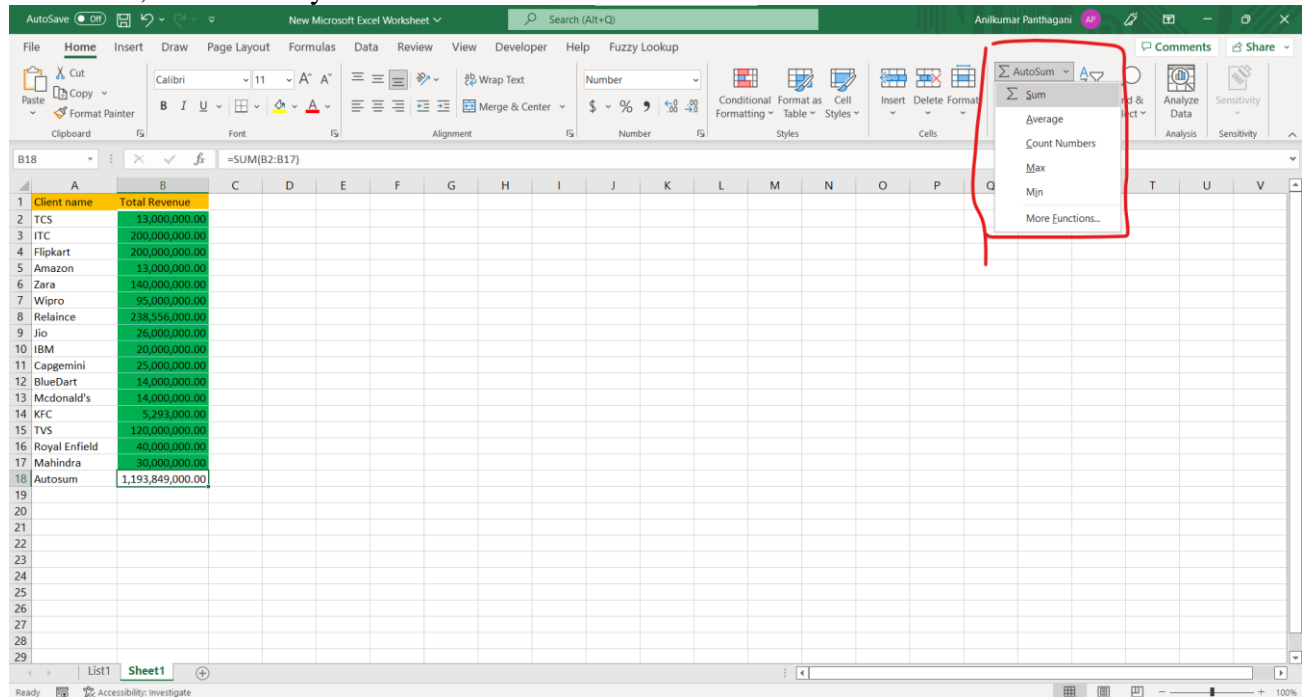 AutoSave Off New Microsoft Excel Worksheet Search (Alt+Q) Anilkumar Panthagani AP
File Home Insert Draw Page Layout Formulas Data Review View Developer Help Fuzzy Lookup Comments Share
Cut Calibri 11 Wrap Text Number AutoSum
Paste Copy B I U Merge & Center $ % Conditional Format as Cell Insert Delete Format Analyze Sensitivity
Format Painter Formatting Table Styles Data
Clipboard Font Alignment Number Styles Cells Analysis Sensitivity
Sum
Average
Count Numbers
Max
Min
More Functions...
B18 fx =SUM(B2:B17)
A B C D E F G H I J K L M N O P Q T U V
1 Client name Total Revenue
2 TCS 13,000,000.00
3 ITC 200,000,000.00
4 Flipkart 200,000,000.00
5 Amazon 13,000,000.00
6 Zara 140,000,000.00
7 Wipro 95,000,000.00
8 Relaince 238,556,000.00
9 Jio 26,000,000.00
10 IBM 20,000,000.00
11 Capgemini 25,000,000.00
12 BlueDart 14,000,000.00
13 Mcdonald's 14,000,000.00
14 KFC 5,293,000.00
15 TVS 120,000,000.00
16 Royal Enfield 40,000,000.00
17 Mahindra 30,000,000.00
18 Autosum 1,193,849,000.00
19
20
21
22
23
24
25
26
27
28
29
List1 Sheet1
Ready Accessibility: Investigate 100%